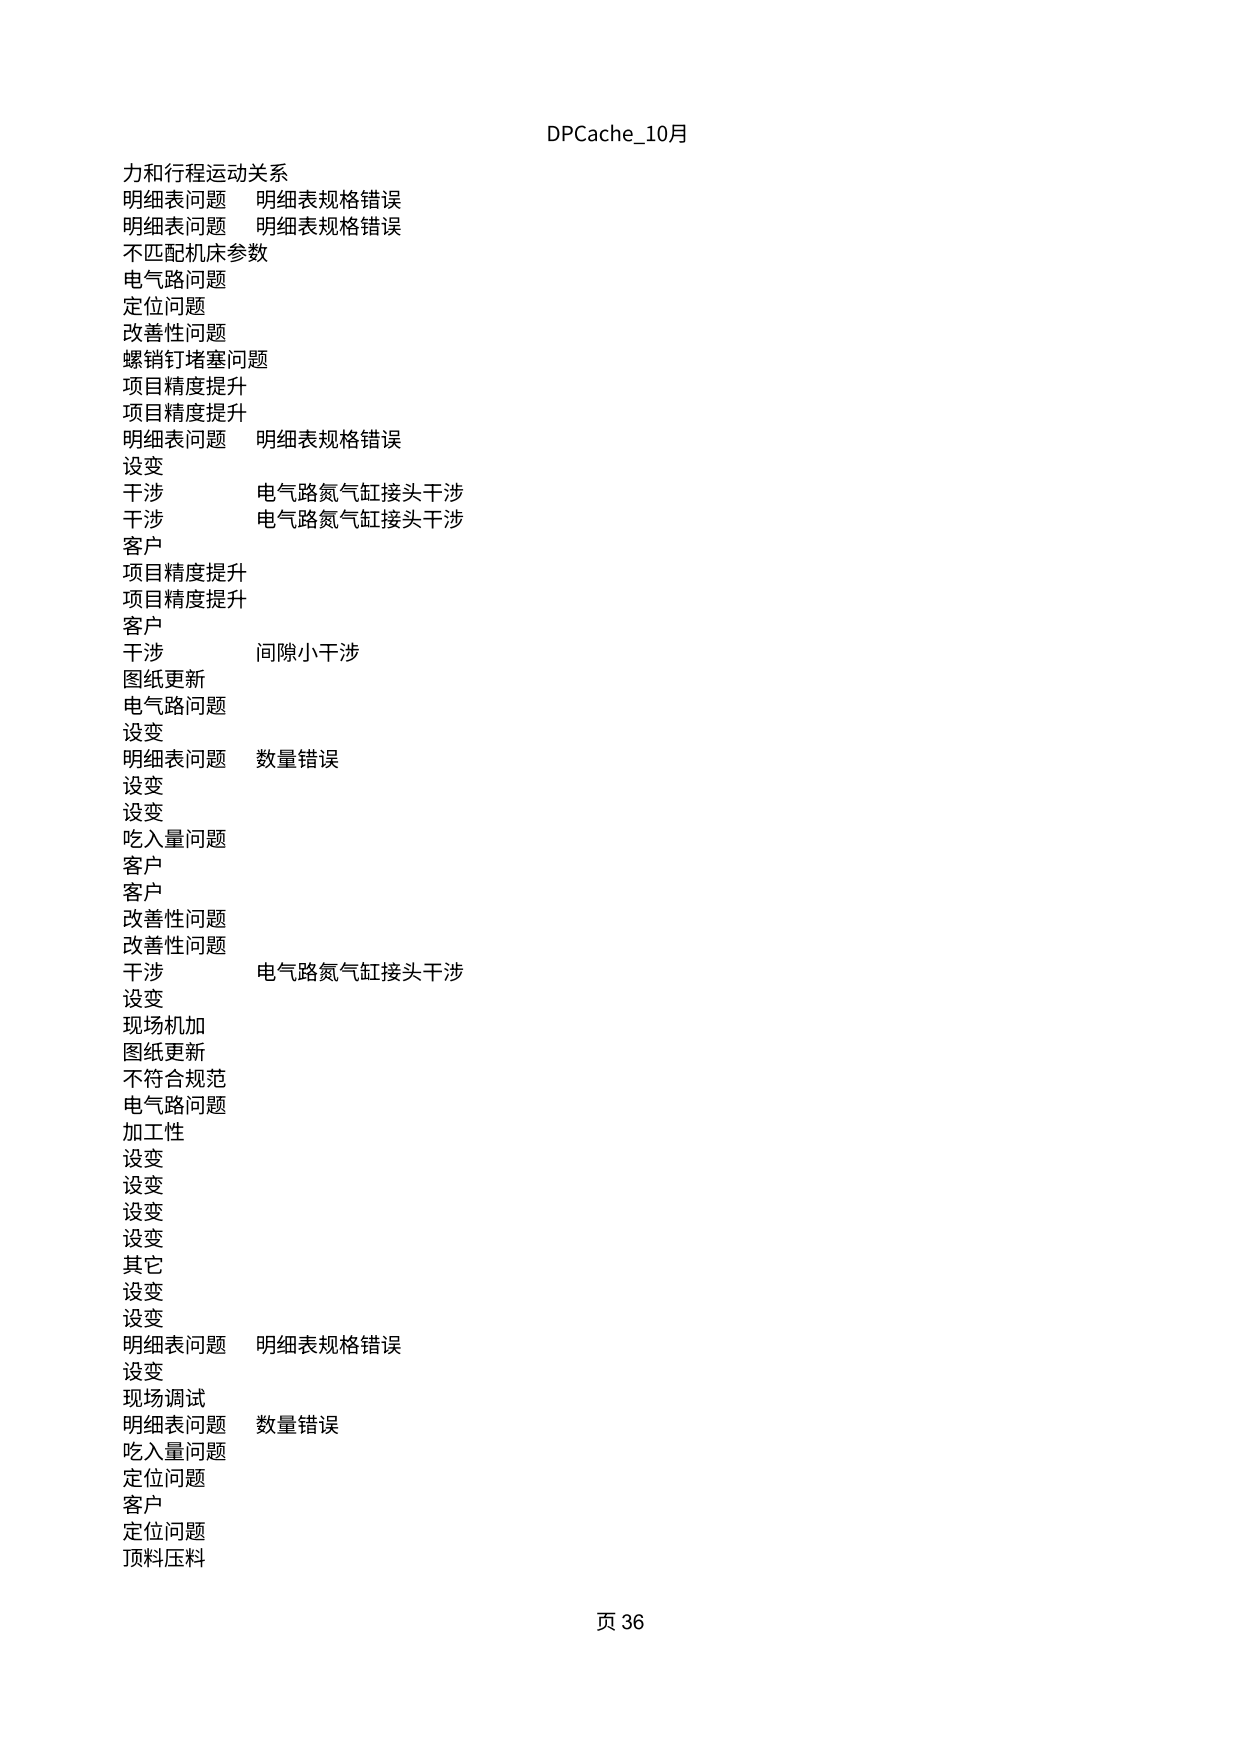 DPCache_10月
力和行程运动关系
明细表问题 明细表规格错误
明细表问题 明细表规格错误
不匹配机床参数
电气路问题
定位问题
改善性问题
螺销钉堵塞问题
项目精度提升
项目精度提升
明细表问题 明细表规格错误
设变
干涉 电气路氮气缸接头干涉
干涉 电气路氮气缸接头干涉
客户
项目精度提升
项目精度提升
客户
干涉 间隙小干涉
图纸更新
电气路问题
设变
明细表问题 数量错误
设变
设变
吃入量问题
客户
客户
改善性问题
改善性问题
干涉 电气路氮气缸接头干涉
设变
现场机加
图纸更新
不符合规范
电气路问题
加工性
设变
设变
设变
设变
其它
设变
设变
明细表问题 明细表规格错误
设变
现场调试
明细表问题 数量错误
吃入量问题
定位问题
客户
定位问题
顶料压料
页 36